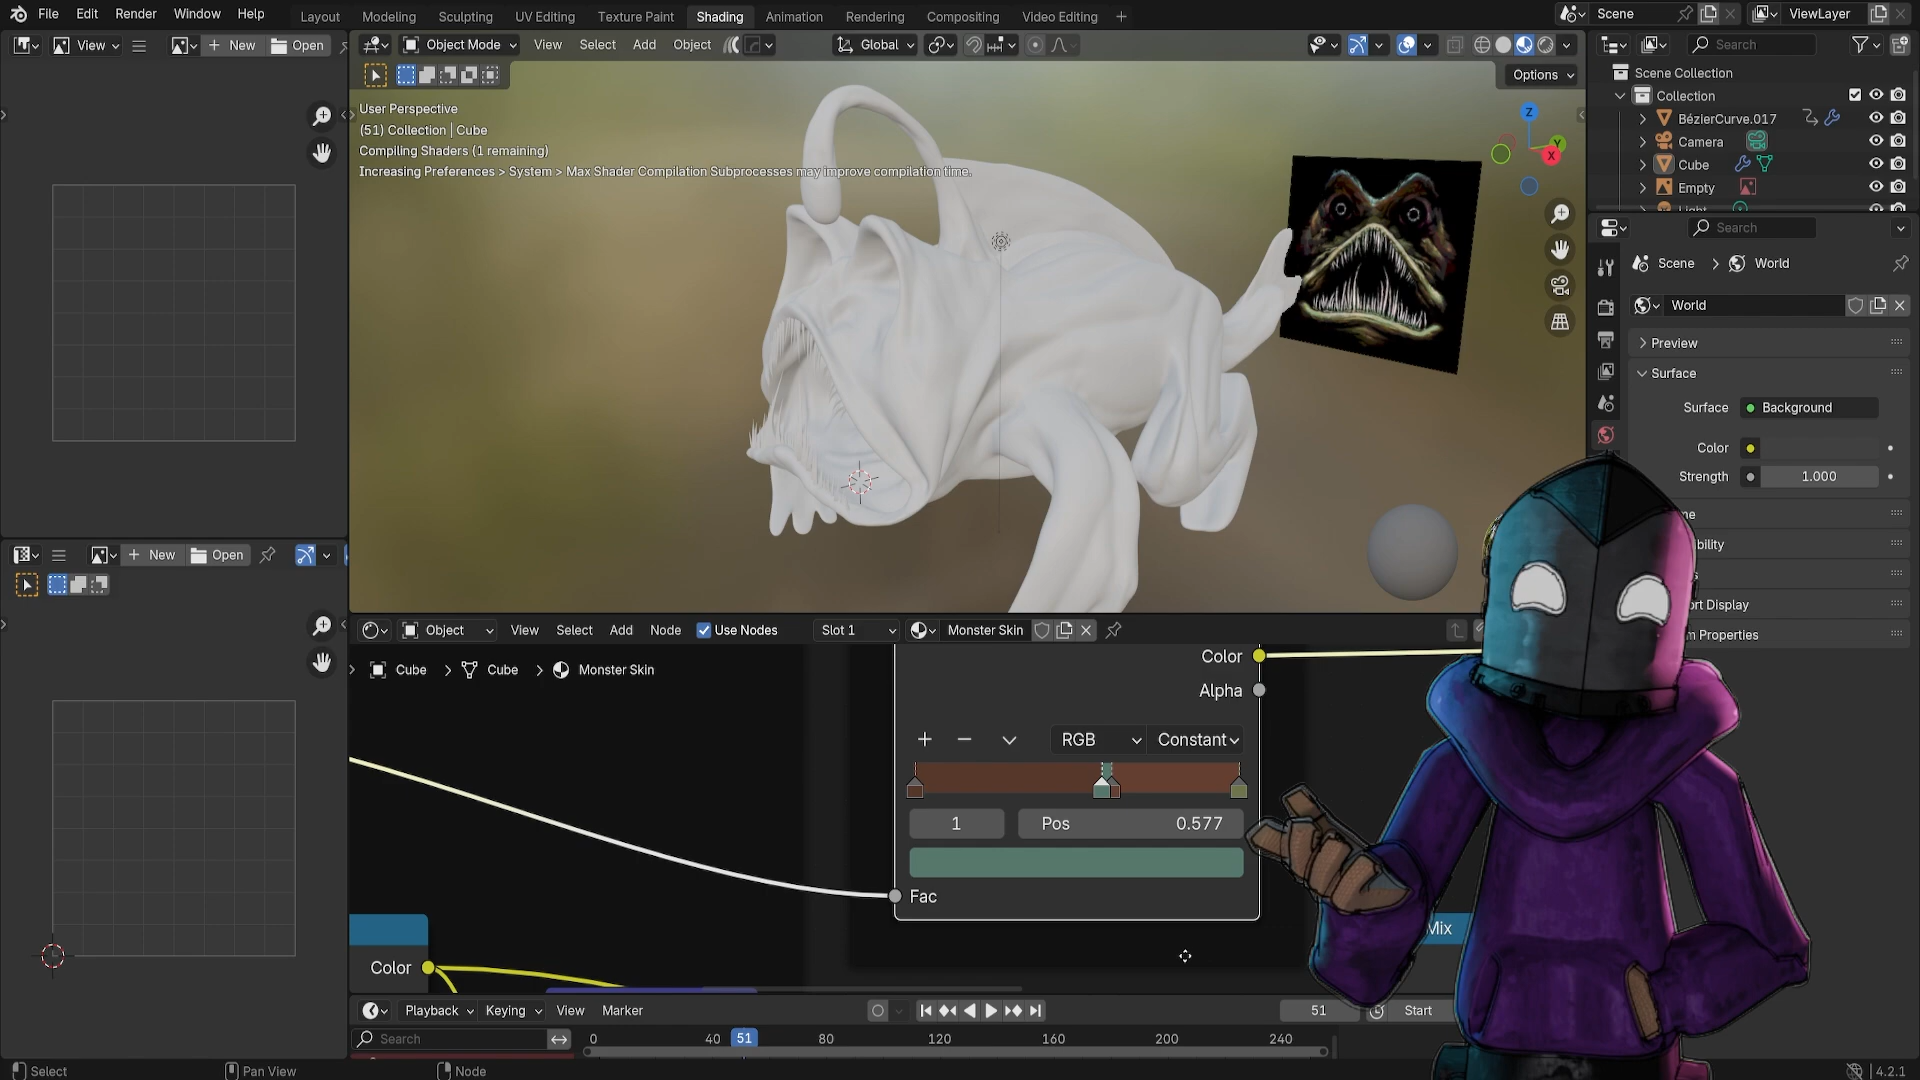 File Edit Render Window Help
Layout Modeling Sculpting UV Editing Texture Paint Shading Animation Rendering Compositing Video Editing
Scene
ViewLayer
View
New
Open
Object Mode View Select Add Object
Global
Search
Options
User Perspective
(51) Collection | Cube
Compiling Shaders (1 remaining)
Increasing Preferences > System > Max Shader Compilation Subprocesses may improve compilation time.
Z
Y
X
Scene Collection
Collection
BézierCurve.017
Camera
Cube
Empty
Light
Search
Scene > World
World
Preview
Surface
Surface Background
Color
Strength 1.000
New Open
Object View Select Add Node Use Nodes Slot 1 Monster Skin
Cube > Cube > Monster Skin
Color
Alpha
RGB Constant
1 Pos 0.577
Fac
Color
Mix
ort Display
m Properties
Playback Keying View Marker
51 Start
Search
0 40 51 80 120 160 200 240
Select Pan View Node
4.2.1